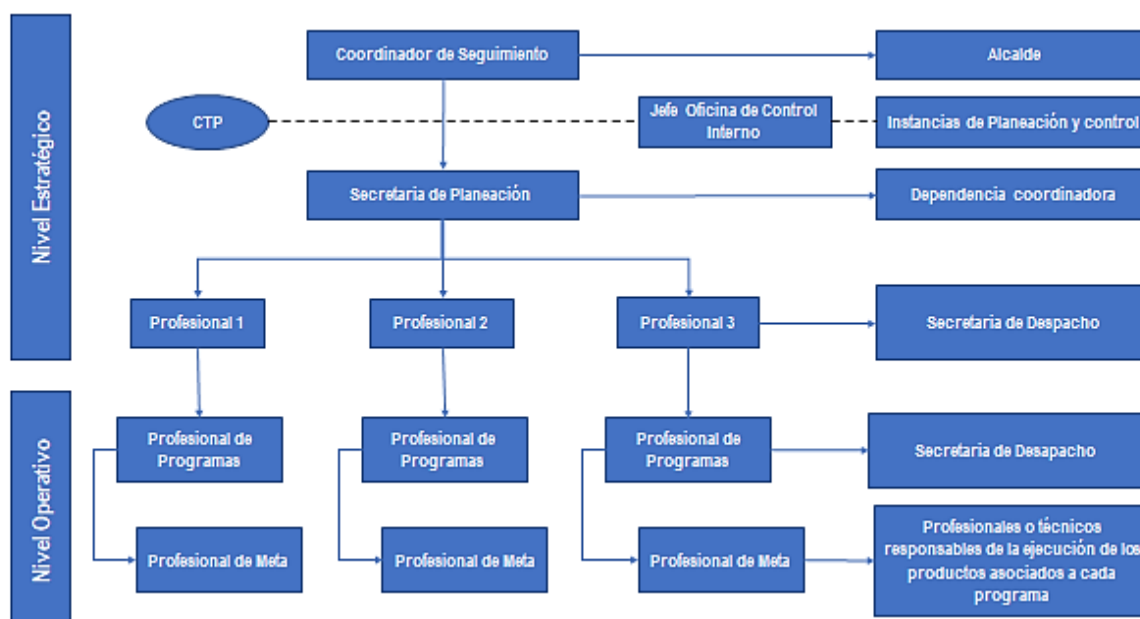 Nivel Estratégico
Coordinador de Seguimiento
Alcalde
CTP
Jefe Oficina de Control
Interno
Instancias de Planeación y control
Secretaria de Planeación
Dependencia coordinadora
Profesional 1
Profesional 2
Profesional 3
Secretaria de Despacho
Nivel Operativo
Profesional de
Programas
Profesional de
Programas
Profesional de
Programas
Secretaria de Desapacho
Profesional de Meta
Profesional de Meta
Profesional de Meta
Profesionales o técnicos
responsables de la ejecución de los
productos asociados a cada
programa